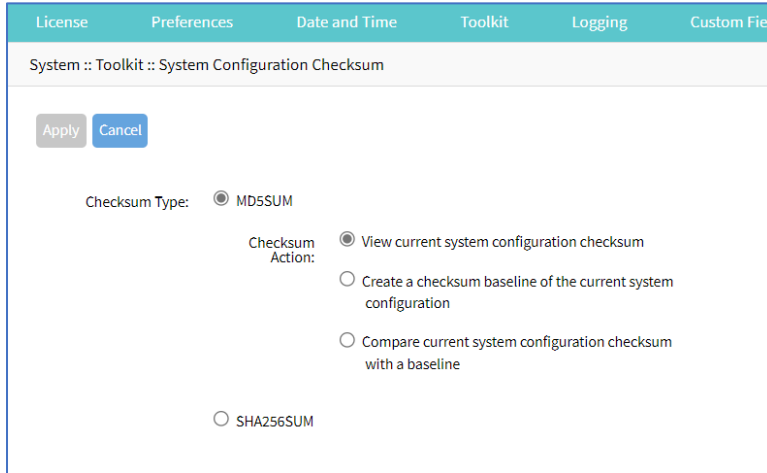 License Preferences Date and Time Toolkit Logging Custom Fie
System :: Toolkit :: System Configuration Checksum
Apply Cancel
Checksum Type: MD5SUM
Checksum Action:
View current system configuration checksum
Create a checksum baseline of the current system
configuration
Compare current system configuration checksum
with a baseline
SHA256SUM